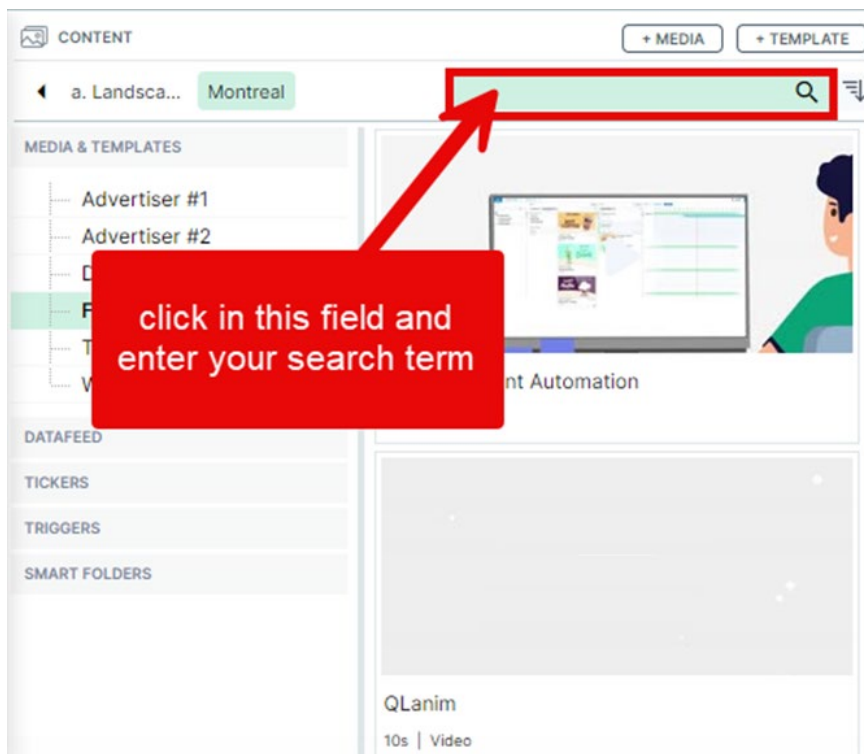 CONTENT
+ MEDIA
+ TEMPLATE
a. Landsca...
Montreal
MEDIA & TEMPLATES
Advertiser #1
Advertiser #2
click in this field and
enter your search term
nt Automation
DATAFEED
TICKERS
TRIGGERS
SMART FOLDERS
QLanim
10s | Video